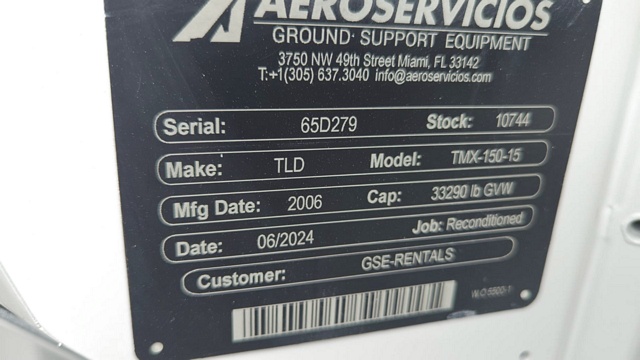 AEROSERVICIOS
GROUND SUPPORT EQUIPMENT
3750 NW 49th Street Miami, FL 33142
T:+1(305) 637.3040 info@aeroservicios.com
Serial: 65D279 Stock: 10744
Make: TLD Model: TMX-150-15
Mfg Date: 2006 Cap: 33290 lb GVW
Date: 06/2024 Job: Reconditioned
Customer: GSE-RENTALS
W.O 5500-1